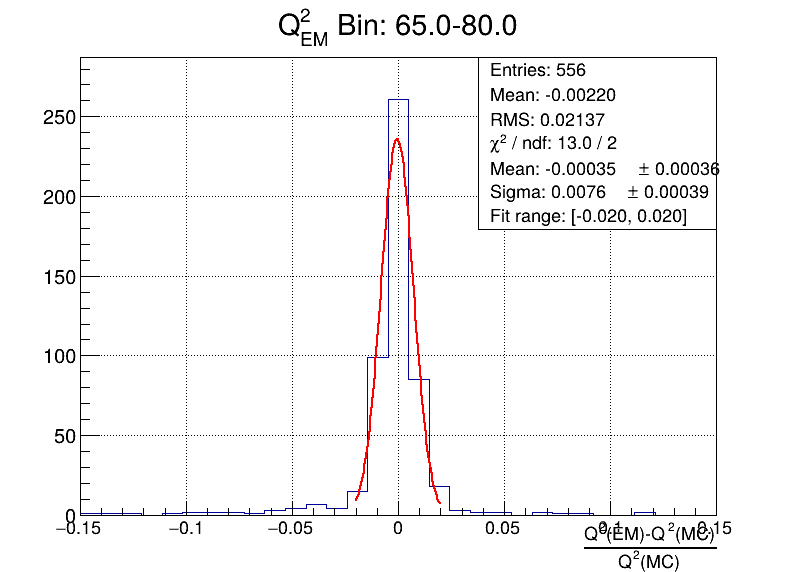 Q²EM Bin: 65.0-80.0
Entries: 556
Mean: -0.00220
RMS: 0.02137
χ² / ndf: 13.0 / 2
Mean: -0.00035 ± 0.00036
Sigma: 0.0076 ± 0.00039
Fit range: [-0.020, 0.020]
250
200
150
100
50
0
−0.15 −0.1 −0.05 0 0.05 0.1 0.15
Q²(EM)-Q²(MC)
Q²(MC)